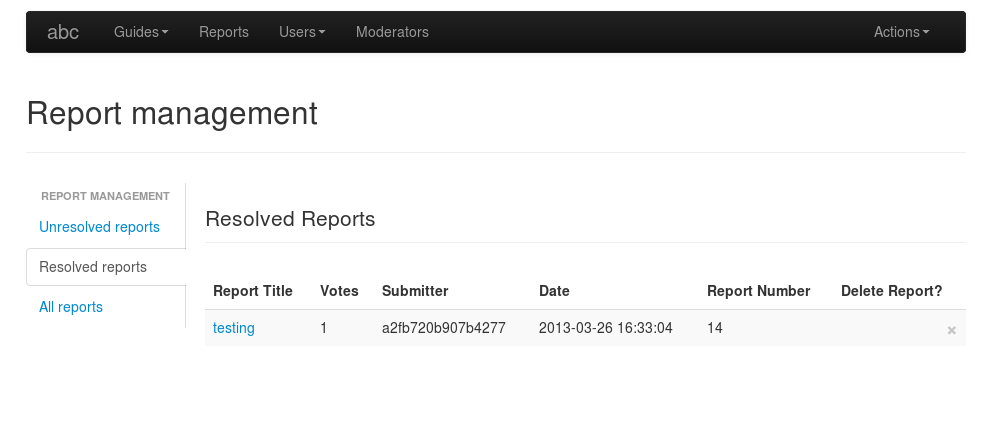 abc Guides Reports Users Moderators Actions
Report management
REPORT MANAGEMENT
Unresolved reports
Resolved reports
All reports
Resolved Reports
Report Title Votes Submitter Date Report Number Delete Report?
testing 1 a2fb720b907b4277 2013-03-26 16:33:04 14 ×